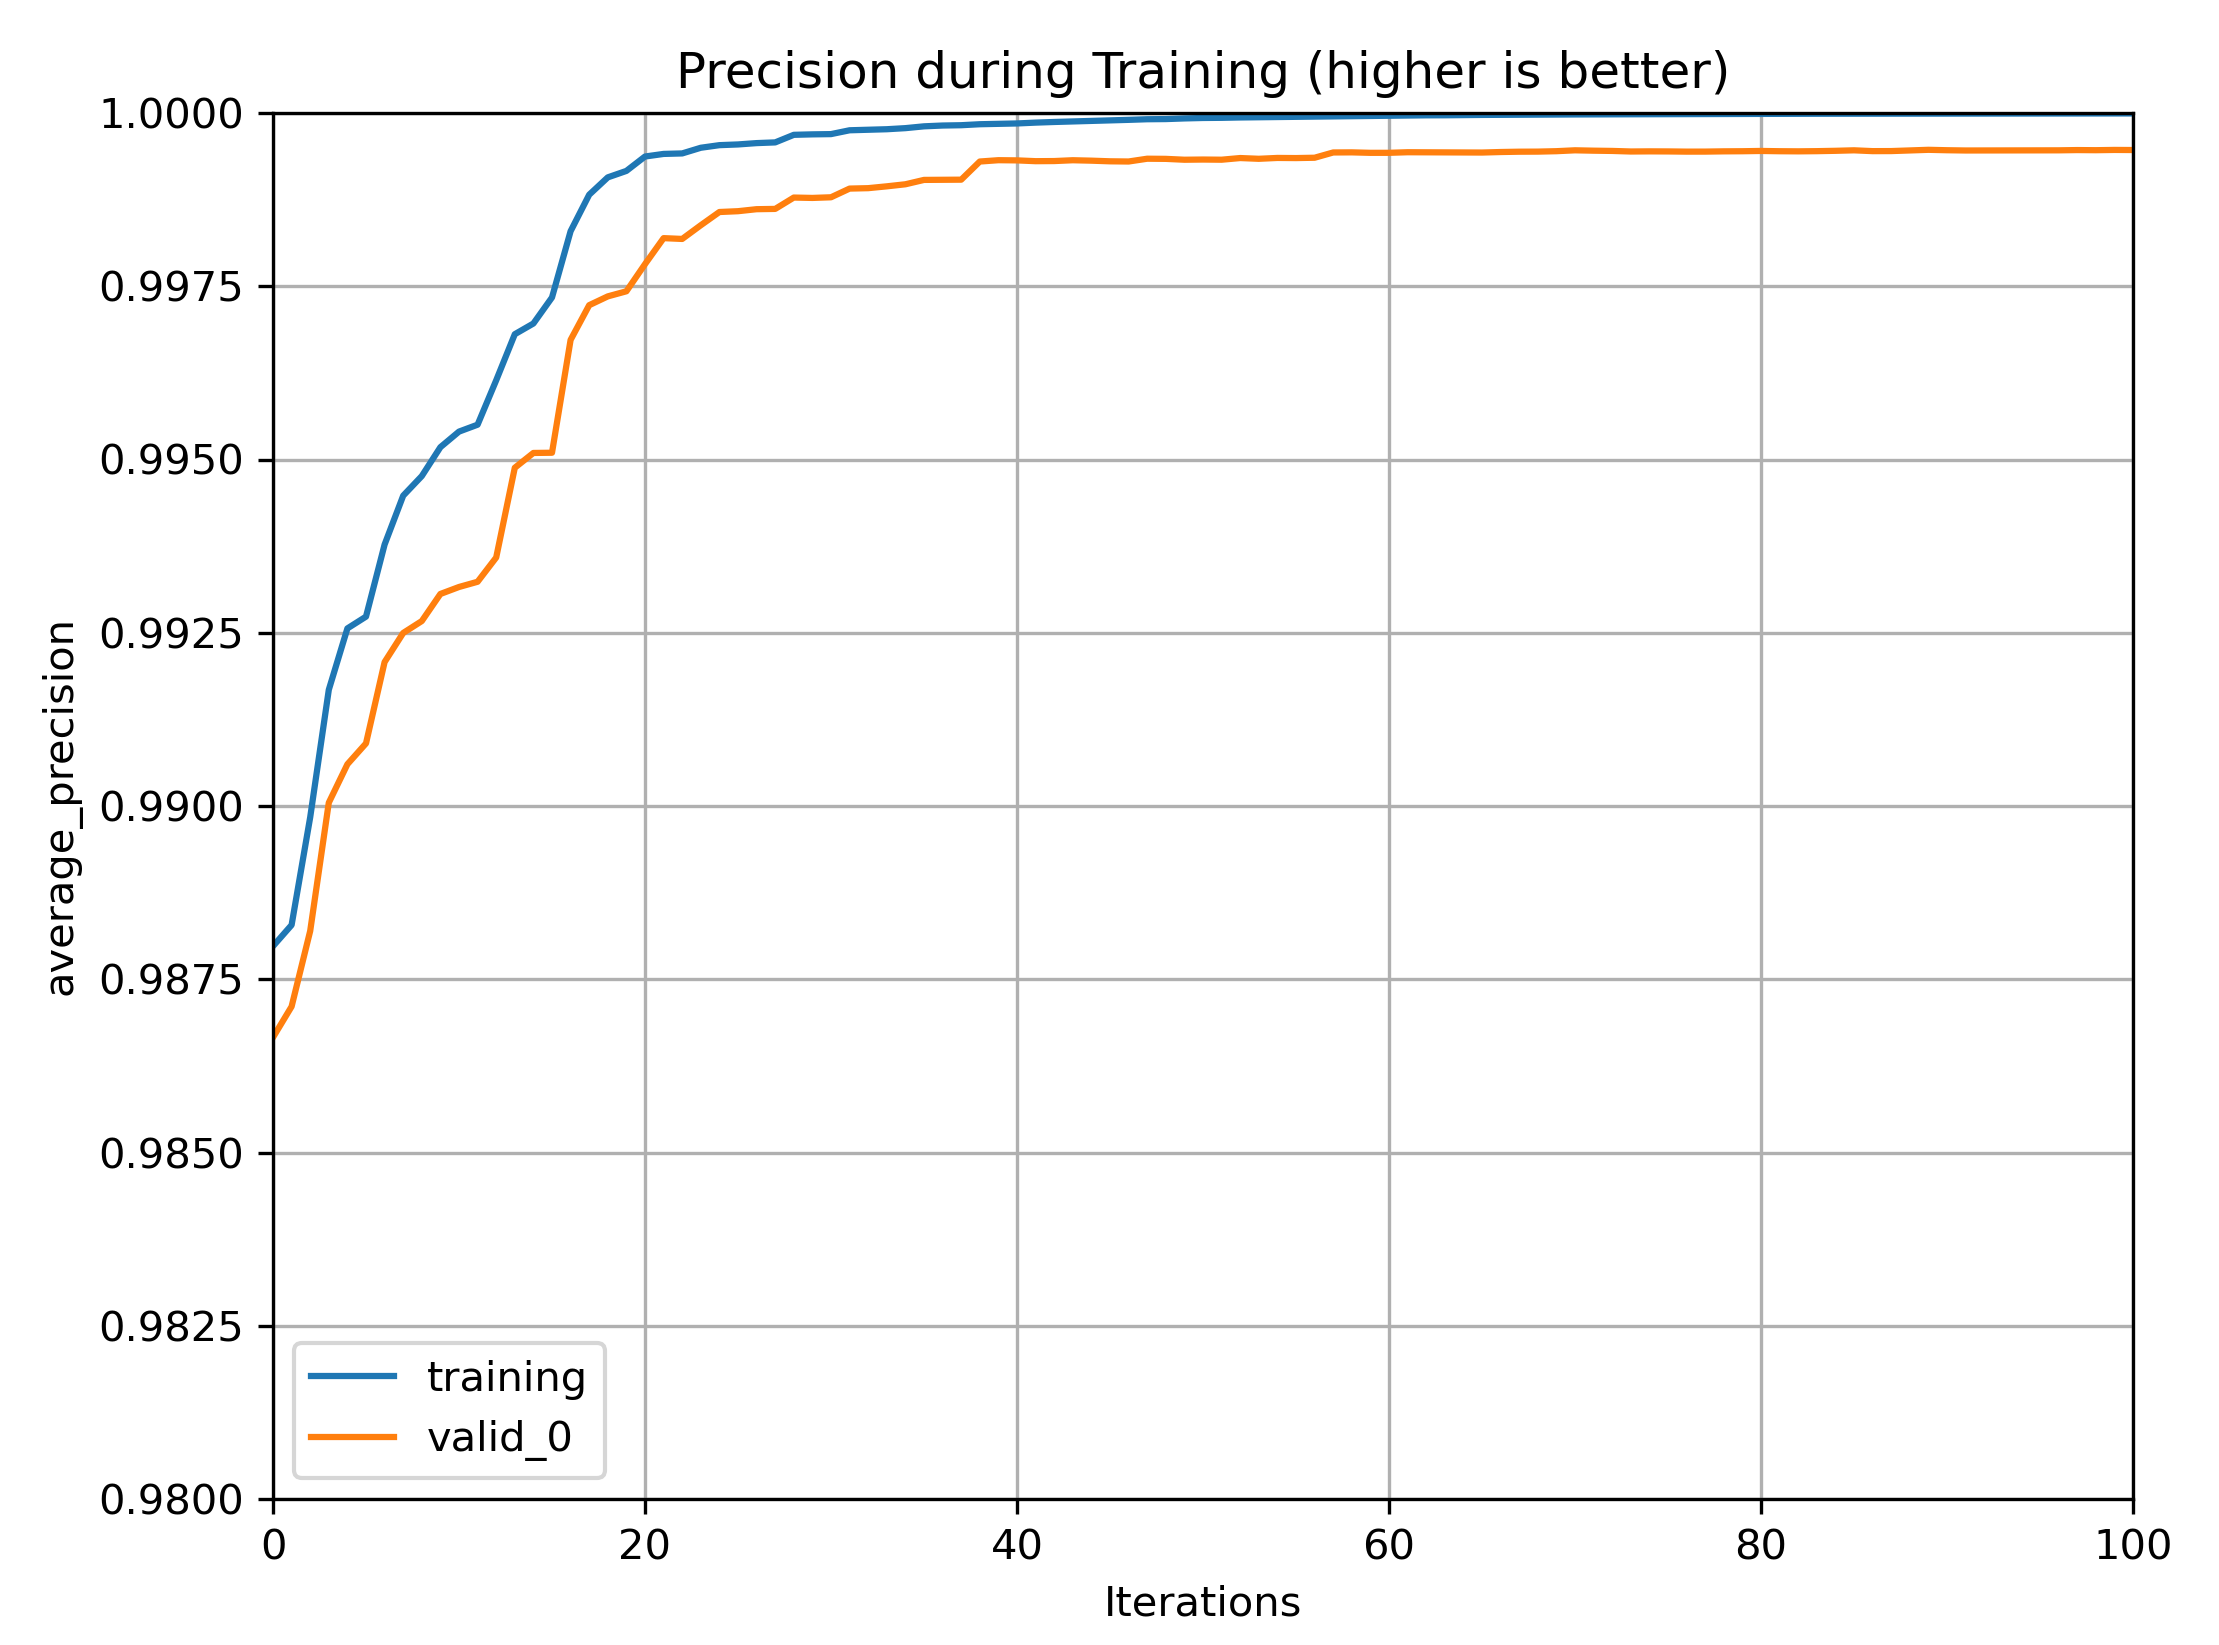 Precision during Training (higher is better)
1.0000
0.9975
0.9950
0.9925
0.9900
0.9875
0.9850
0.9825
0.9800
average_precision
training
valid_0
0 20 40 60 80 100
Iterations